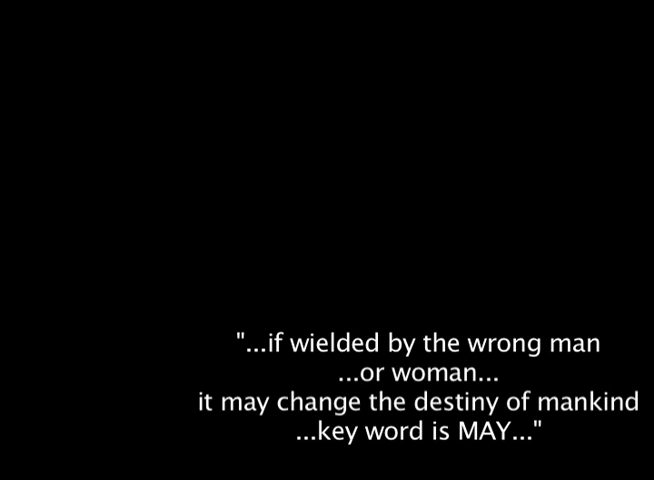 "...if wielded by the wrong man
...or woman...
it may change the destiny of mankind
...key word is MAY..."